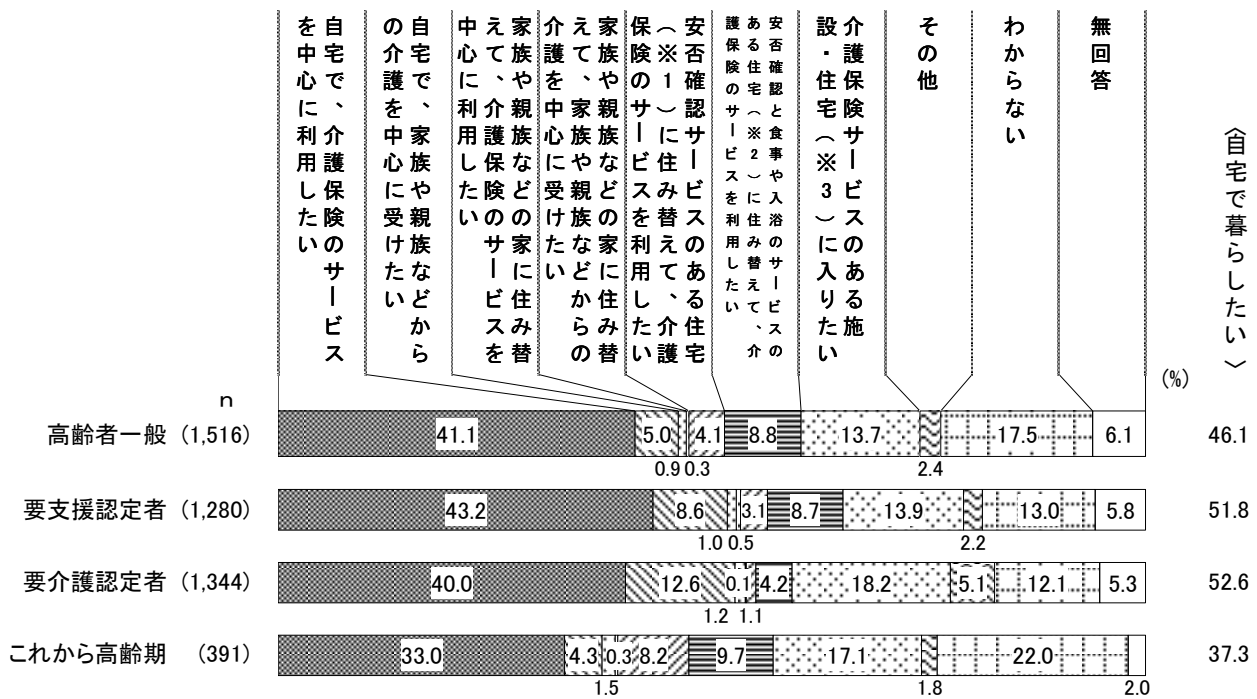 自宅で、介護保険のサービス
を中心に利用したい
自宅で、家族や親族などから
の介護を中心に受けたい
家族や親族などの家に住み替
えて、介護保険のサービスを
中心に利用したい
家族や親族などの家に住み替
えて、家族や親族などからの
介護を中心に受けたい
安否確認サービスのある住宅
（※1）に住み替えて、介護
保険のサービスを利用したい
安否確認と食事や入浴のサービスの
ある住宅（※2）に住み替えて、介
護保険のサービスを利用したい
介護保険サービスのある施
設・住宅（※3）に入りたい
その他
わからない
無回答
〈自宅で暮らしたい〉
(%)
n
高齢者一般 (1,516) 41.1 5.0 4.1 8.8 13.7 17.5 6.1 46.1
0.9 0.3 2.4
要支援認定者 (1,280) 43.2 8.6 3.1 8.7 13.9 13.0 5.8 51.8
1.0 0.5 2.2
要介護認定者 (1,344) 40.0 12.6 0.1 4.2 18.2 5.1 12.1 5.3 52.6
1.2 1.1
これから高齢期 (391) 33.0 4.3 0.3 8.2 9.7 17.1 22.0 37.3
1.5 1.8 2.0